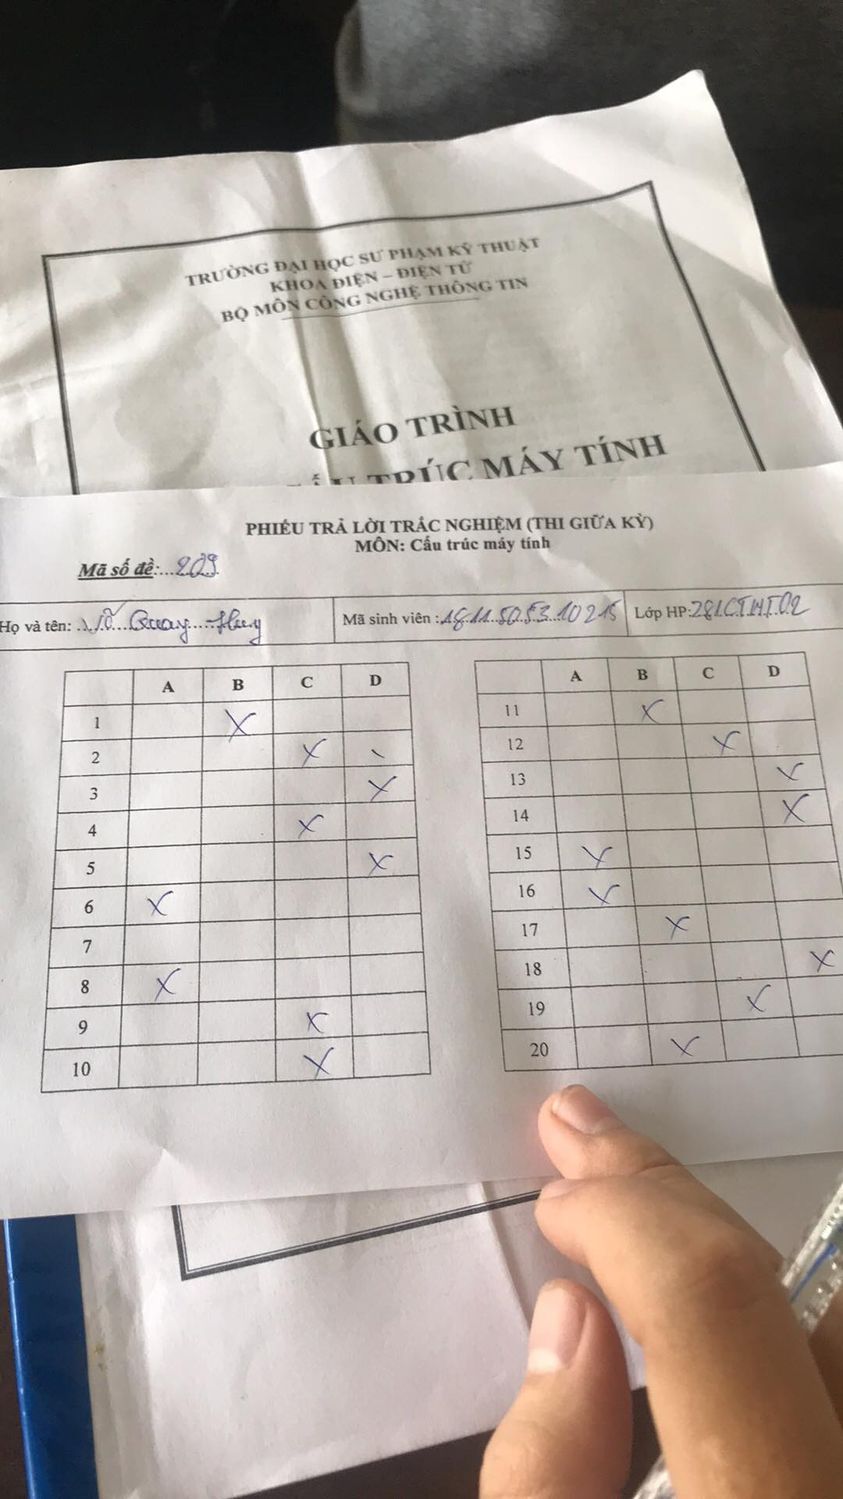 TRƯỜNG ĐẠI HỌC SƯ PHẠM KỸ THUẬT
KHOA ĐIỆN – ĐIỆN TỬ
BỘ MÔN CÔNG NGHỆ THÔNG TIN
GIÁO TRÌNH
TRÚC MÁY TÍNH
PHIẾU TRẢ LỜI TRẮC NGHIỆM (THI GIỮA KỲ)
MÔN: Cấu trúc máy tính
Mã số đề:...209
Họ và tên: ...Võ...Quang...Huy Mã sinh viên :1811505310215 Lớp HP:
A B C D
1 X
2 X
3 X
4 X
5 X
6 X
7
8 X
9 X
10 X
A B C D
11 X
12 X
13 X
14 X
15 X
16 X
17 X
18 X
19 X
20 X